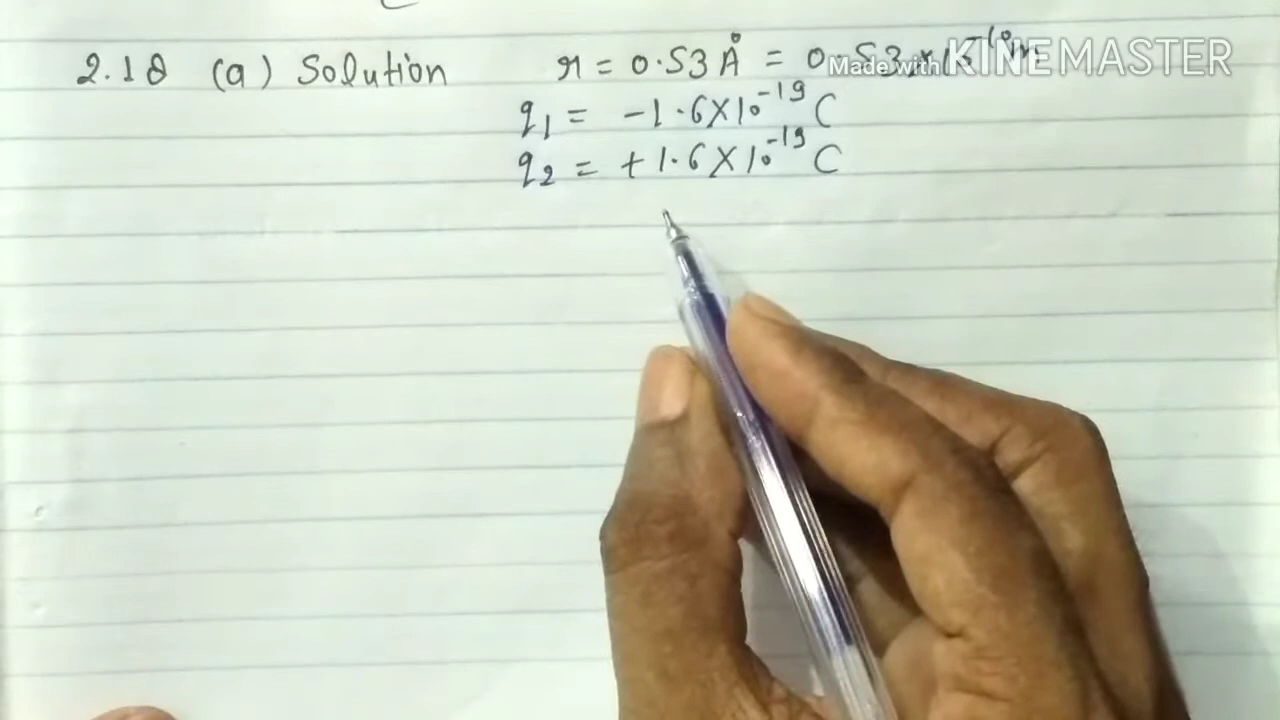 2.18 (a) Solution r = 0.53 Å = 0.53×10⁻¹⁰m
Made with KINEMASTER
q₁ = -1.6×10⁻¹⁹ C
q₂ = +1.6×10⁻¹⁹ C